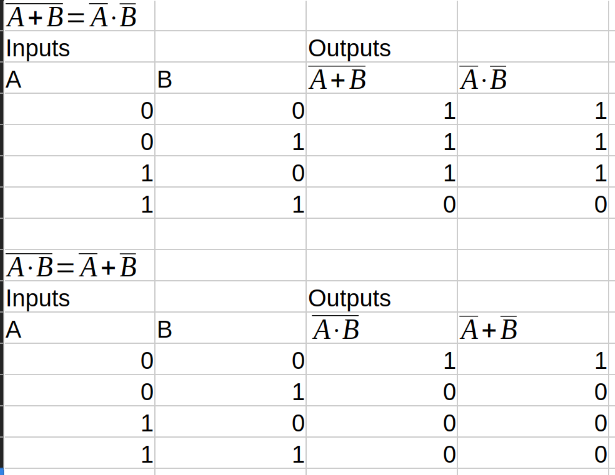 $\overline{A+B}=\overline{A}\cdot\overline{B}$
Inputs Outputs
A B $\overline{A+B}$ $\overline{A}\cdot\overline{B}$
0 0 1 1
0 1 1 1
1 0 1 1
1 1 0 0
$\overline{A\cdot B}=\overline{A}+\overline{B}$
Inputs Outputs
A B $\overline{A\cdot B}$ $\overline{A}+\overline{B}$
0 0 1 1
0 1 0 0
1 0 0 0
1 1 0 0